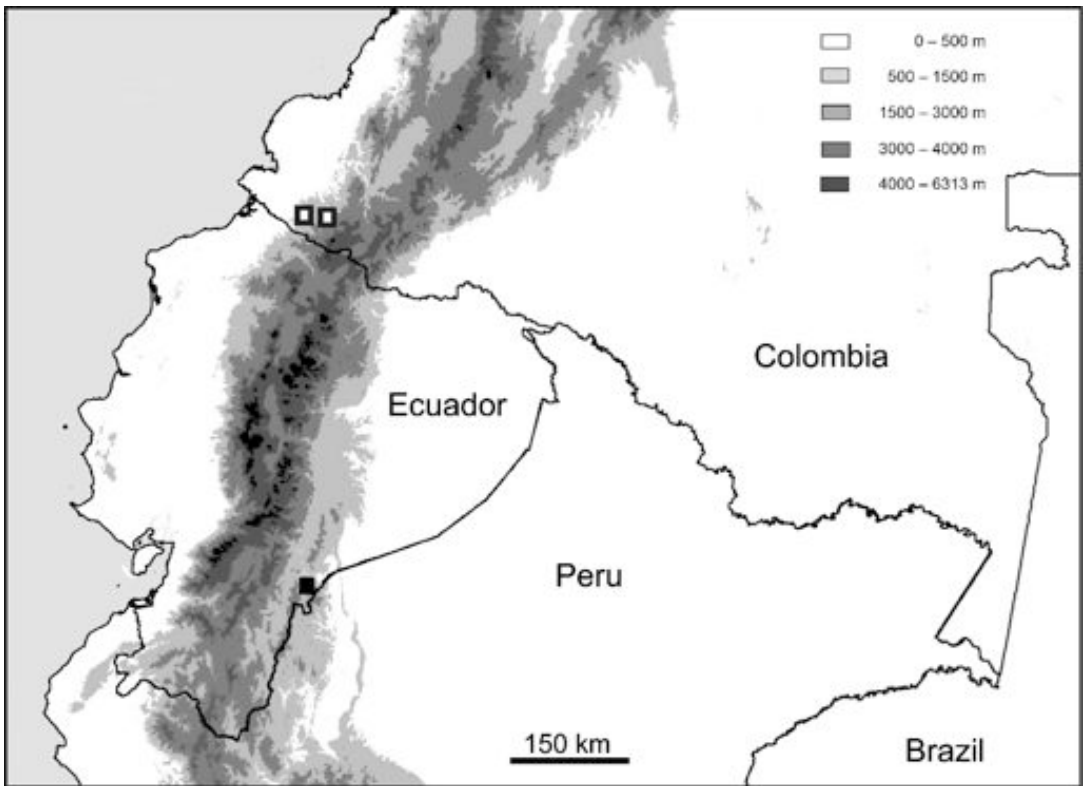 0 – 500 m
500 – 1500 m
1500 – 3000 m
3000 – 4000 m
4000 – 6313 m
Colombia
Ecuador
Peru
150 km
Brazil